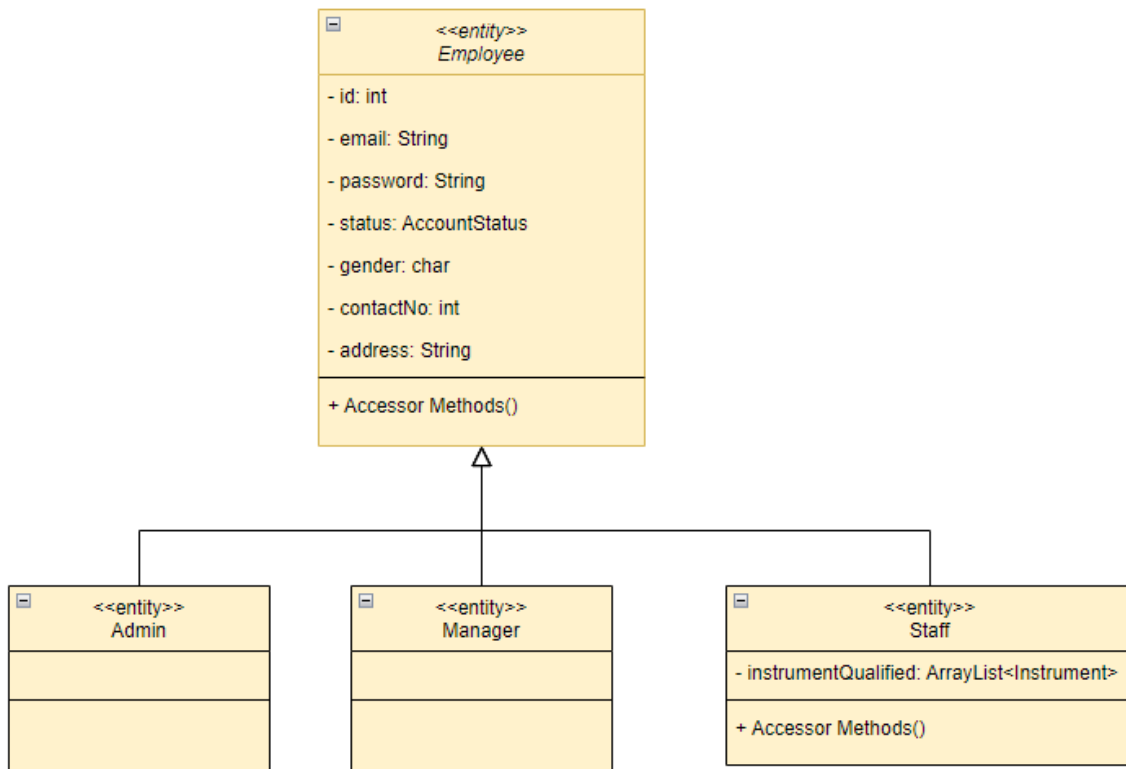 <<entity>>
Employee
- id: int
- email: String
- password: String
- status: AccountStatus
- gender: char
- contactNo: int
- address: String
+ Accessor Methods()
<<entity>>
Admin
<<entity>>
Manager
<<entity>>
Staff
- instrumentQualified: ArrayList<Instrument>
+ Accessor Methods()